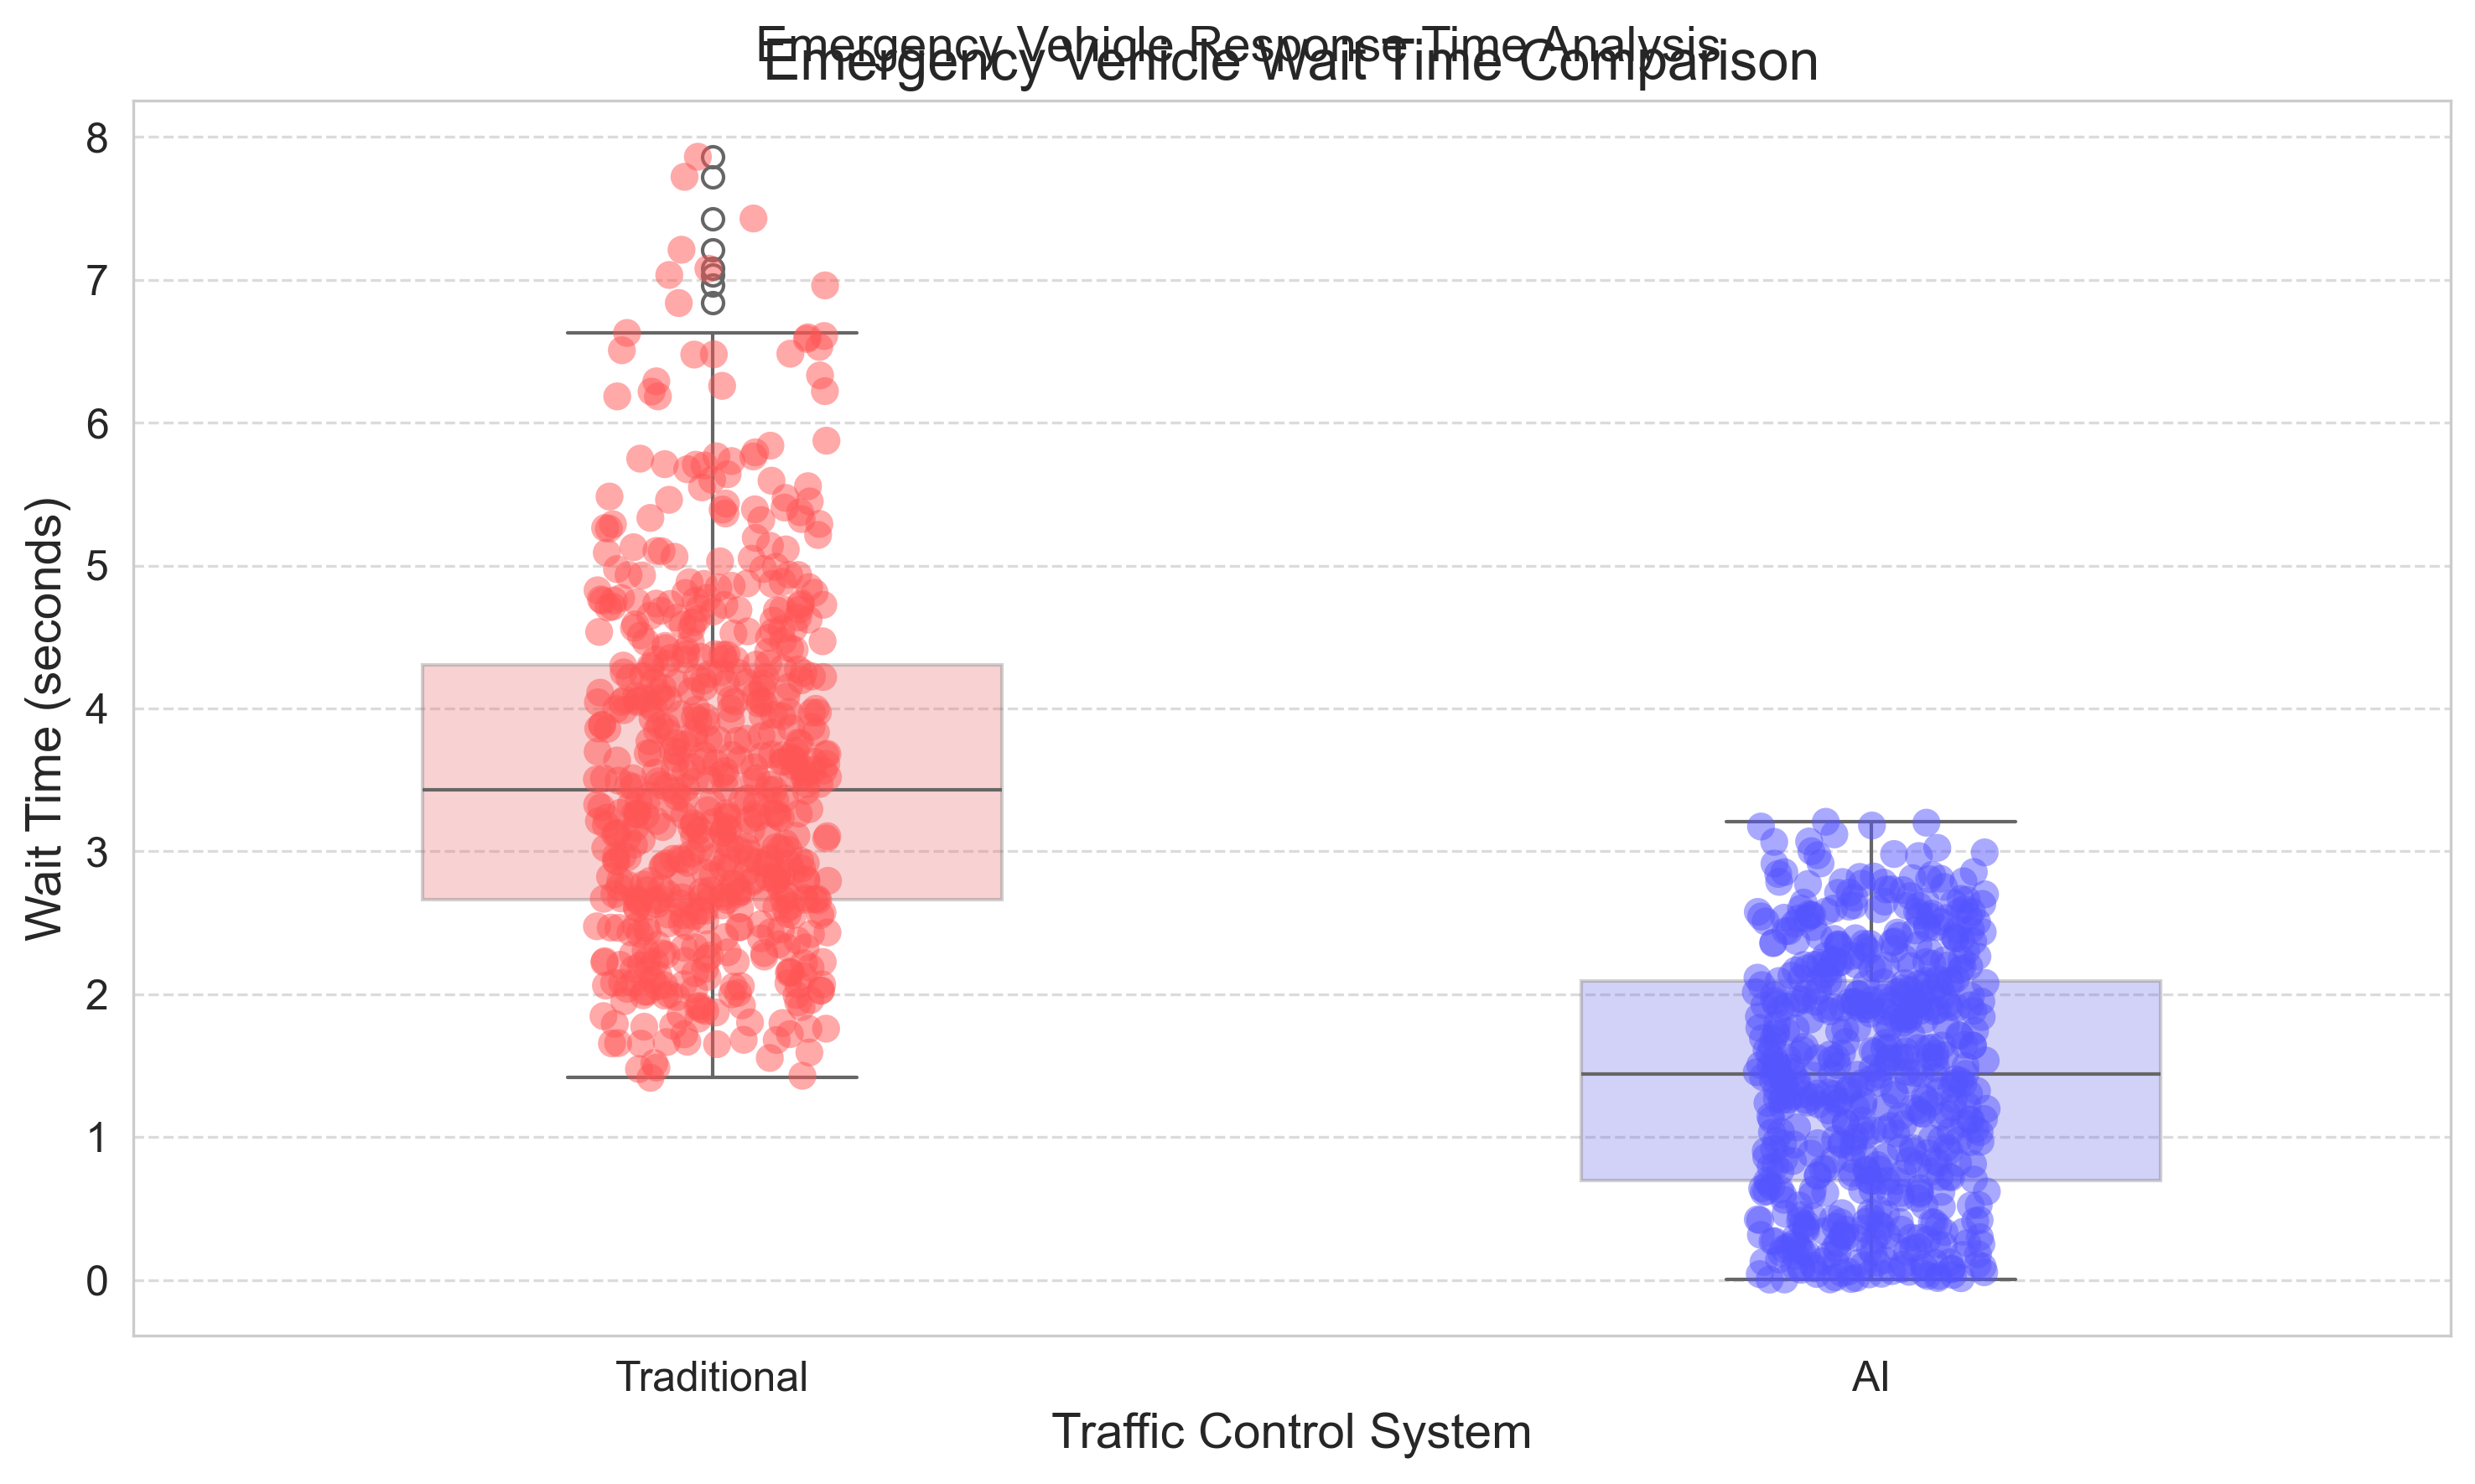 Emergency Vehicle Response Time Analysis
Emergency Vehicle Wait Time Comparison
8
7
6
5
4
3
2
1
0
Wait Time (seconds)
Traditional
AI
Traffic Control System